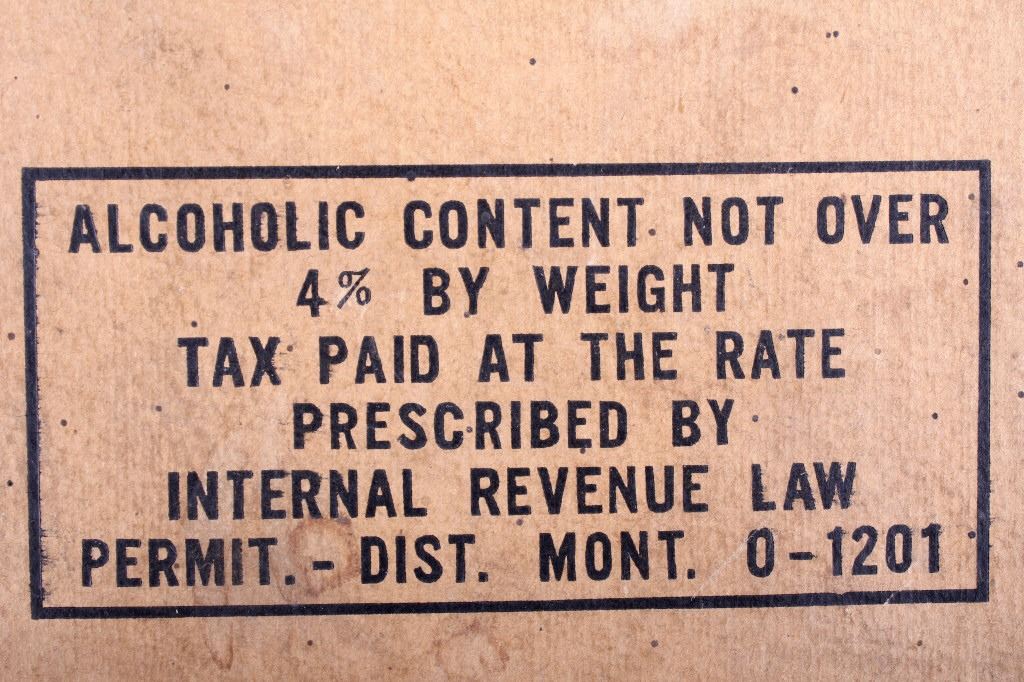 ALCOHOLIC CONTENT NOT OVER
4% BY WEIGHT
TAX PAID AT THE RATE
PRESCRIBED BY
INTERNAL REVENUE LAW
PERMIT. - DIST. MONT. O-1201